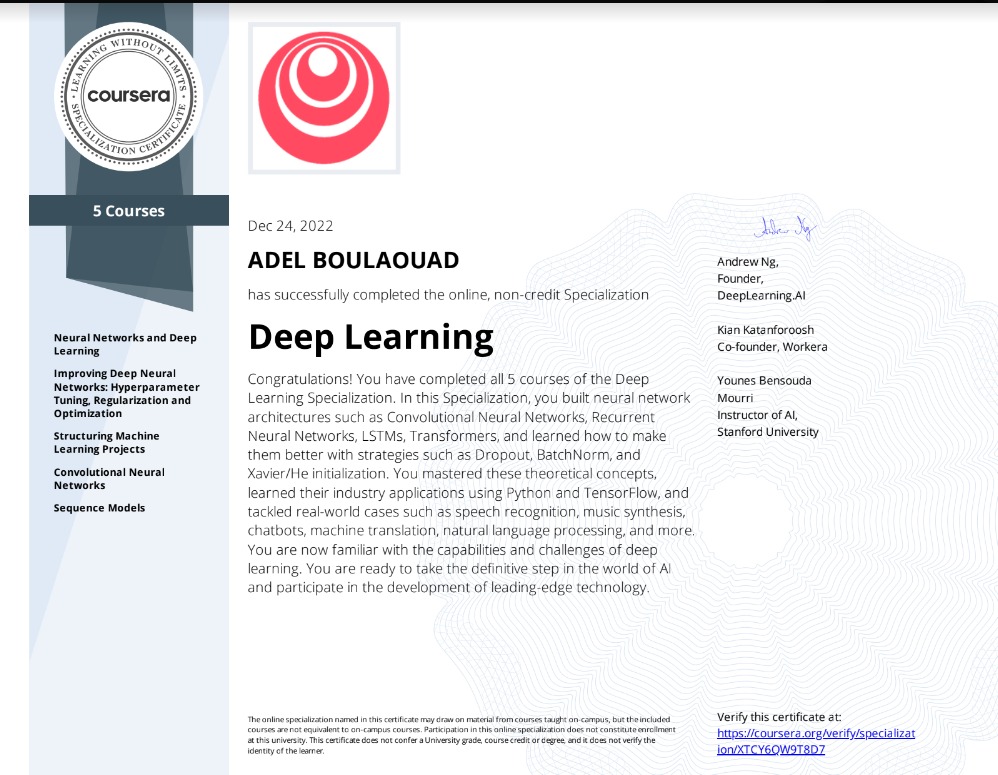 LEARNING WITHOUT LIMITS
coursera
SPECIALIZATION CERTIFICATE
5 Courses
Neural Networks and Deep
Learning
Improving Deep Neural
Networks: Hyperparameter
Tuning, Regularization and
Optimization
Structuring Machine
Learning Projects
Convolutional Neural
Networks
Sequence Models
Dec 24, 2022
ADEL BOULAOUAD
has successfully completed the online, non-credit Specialization
Deep Learning
Congratulations! You have completed all 5 courses of the Deep
Learning Specialization. In this Specialization, you built neural network
architectures such as Convolutional Neural Networks, Recurrent
Neural Networks, LSTMs, Transformers, and learned how to make
them better with strategies such as Dropout, BatchNorm, and
Xavier/He initialization. You mastered these theoretical concepts,
learned their industry applications using Python and TensorFlow, and
tackled real-world cases such as speech recognition, music synthesis,
chatbots, machine translation, natural language processing, and more.
You are now familiar with the capabilities and challenges of deep
learning. You are ready to take the definitive step in the world of AI
and participate in the development of leading-edge technology.
The online specialization named in this certificate may draw on material from courses taught on-campus, but the included
courses are not equivalent to on-campus courses. Participation in this online specialization does not constitute enrollment
at this university. This certificate does not confer a University grade, course credit or degree, and it does not verify the
identity of the learner.
Andrew Ng
Andrew Ng,
Founder,
DeepLearning.AI
Kian Katanforoosh
Co-founder, Workera
Younes Bensouda
Mourri
Instructor of AI,
Stanford University
Verify this certificate at:
https://coursera.org/verify/specializat
ion/XTCY6QW9T8D7